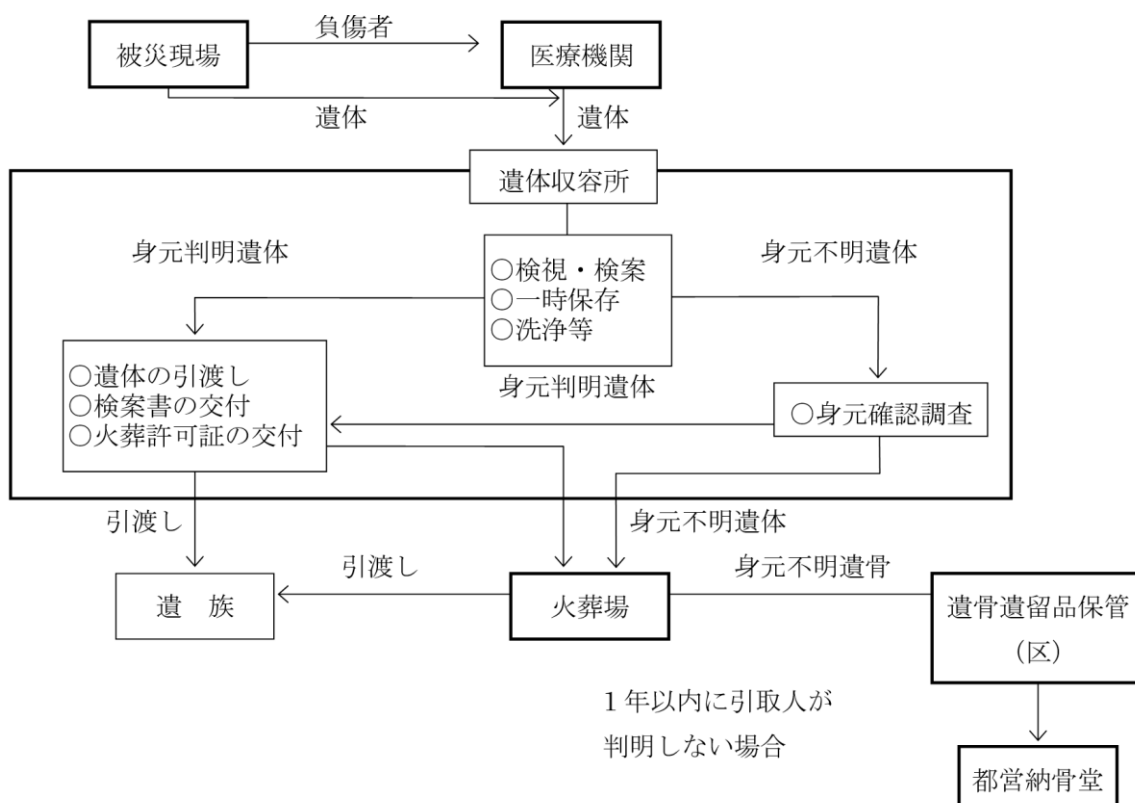 負傷者
被災現場
医療機関
遺体
遺体
遺体収容所
身元判明遺体
身元不明遺体
○検視・検案
○一時保存
○洗浄等
○遺体の引渡し
○検案書の交付
○火葬許可証の交付
身元判明遺体
○身元確認調査
引渡し
身元不明遺体
引渡し
身元不明遺骨
遺　族
火葬場
遺骨遺留品保管
（区）
1年以内に引取人が
判明しない場合
都営納骨堂